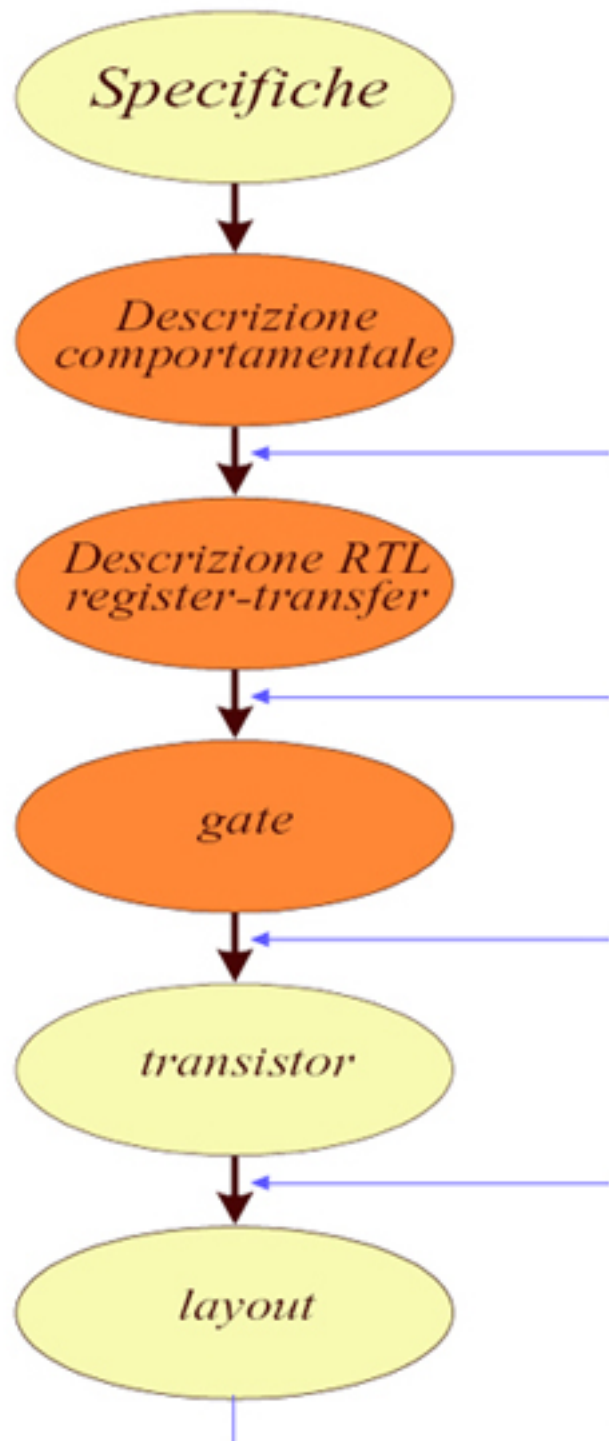 Specifiche
Descrizione
comportamentale
Descrizione RTL
register-transfer
gate
transistor
layout